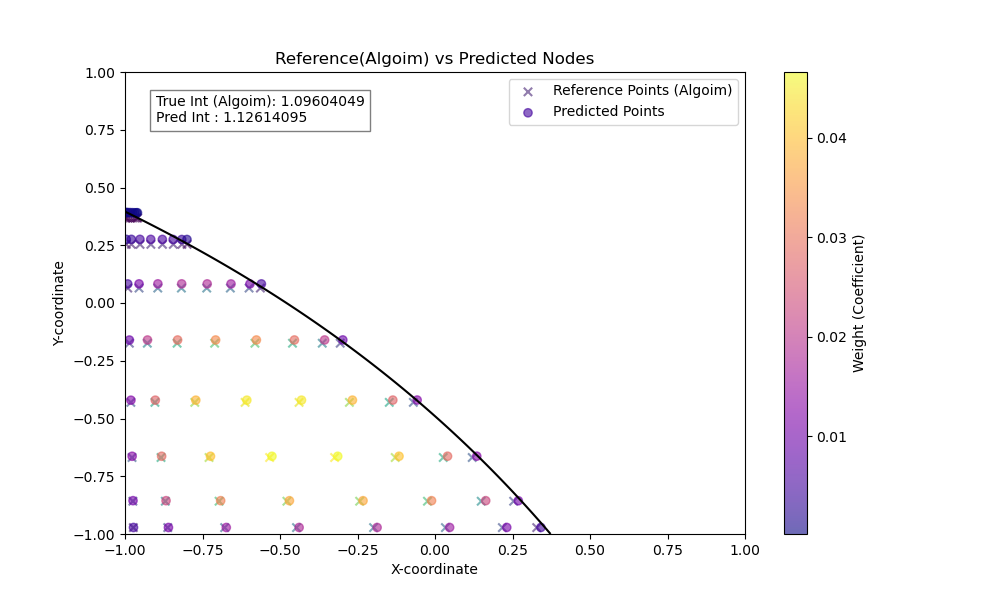 Reference(Algoim) vs Predicted Nodes
True Int (Algoim): 1.09604049
Pred Int : 1.12614095
Reference Points (Algoim)
Predicted Points
Y-coordinate
1.00
0.75
0.50
0.25
0.00
−0.25
−0.50
−0.75
−1.00
−1.00 −0.75 −0.50 −0.25 0.00 0.25 0.50 0.75 1.00
X-coordinate
0.04
0.03
0.02
0.01
Weight (Coefficient)